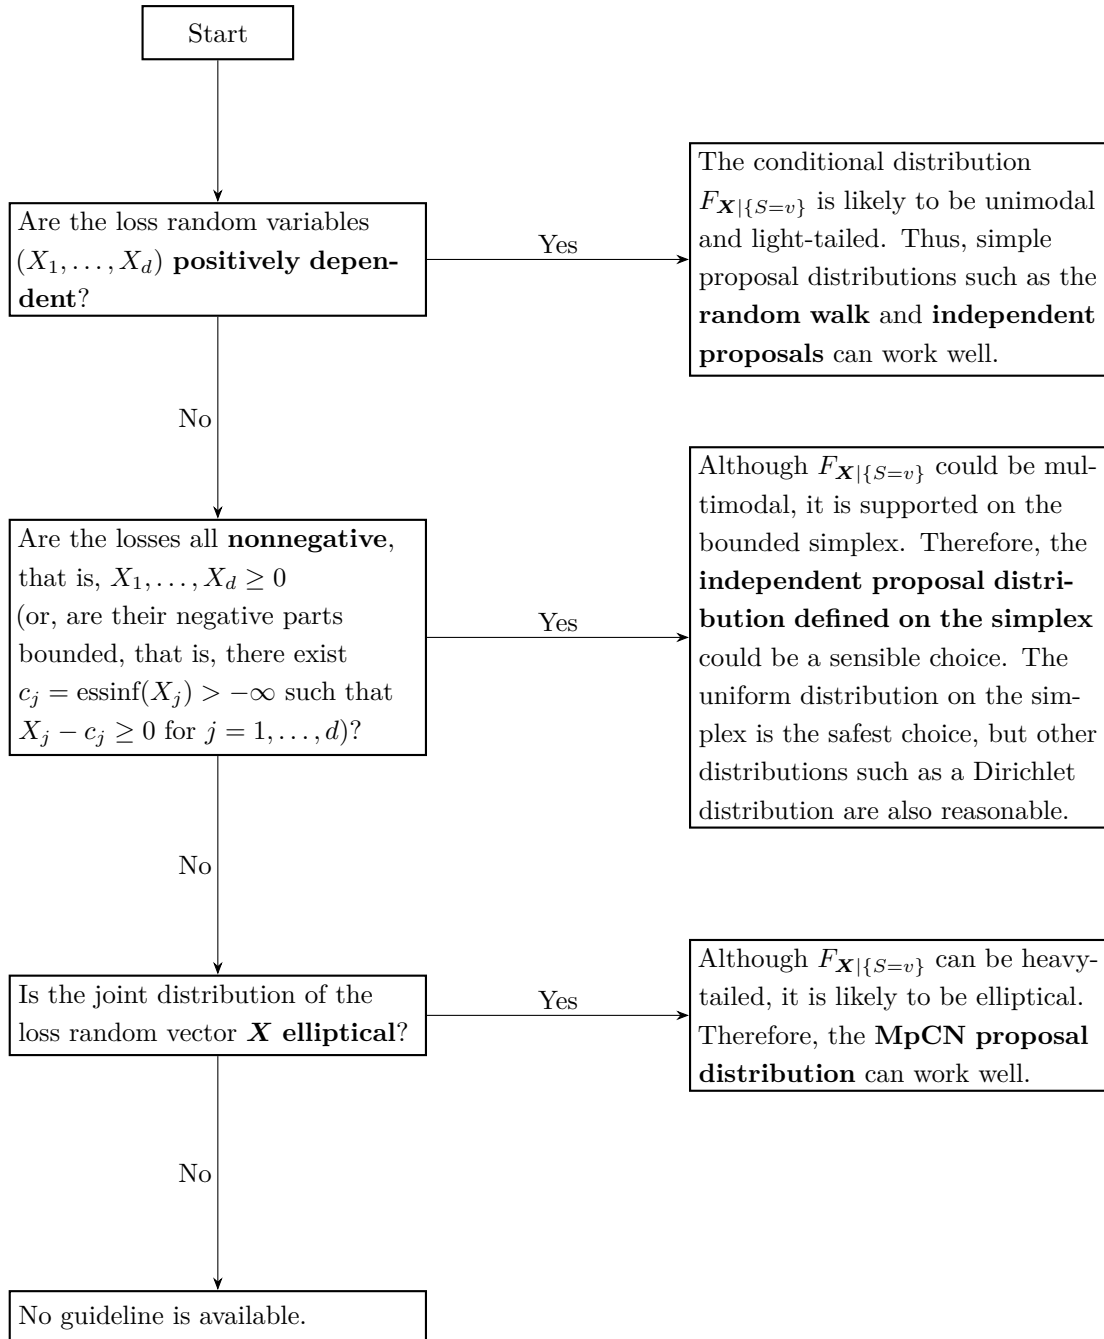 Start
Are the loss random variables
(X₁, . . . , X_d) positively depen-
dent?
Yes
The conditional distribution
F_{X|{S=v}} is likely to be unimodal
and light-tailed. Thus, simple
proposal distributions such as the
random walk and independent
proposals can work well.
No
Are the losses all nonnegative,
that is, X₁, . . . , X_d ≥ 0
(or, are their negative parts
bounded, that is, there exist
c_j = essinf(X_j) > −∞ such that
X_j − c_j ≥ 0 for j = 1, . . . , d)?
Yes
Although F_{X|{S=v}} could be mul-
timodal, it is supported on the
bounded simplex. Therefore, the
independent proposal distri-
bution defined on the simplex
could be a sensible choice. The
uniform distribution on the sim-
plex is the safest choice, but other
distributions such as a Dirichlet
distribution are also reasonable.
No
Is the joint distribution of the
loss random vector X elliptical?
Yes
Although F_{X|{S=v}} can be heavy-
tailed, it is likely to be elliptical.
Therefore, the MpCN proposal
distribution can work well.
No
No guideline is available.